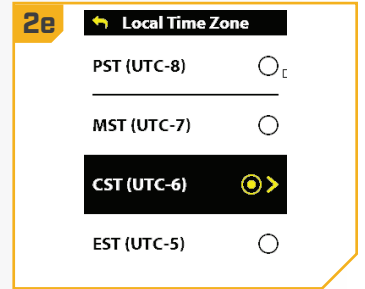 2e
Local Time Zone
PST (UTC-8)
MST (UTC-7)
CST (UTC-6)
EST (UTC-5)